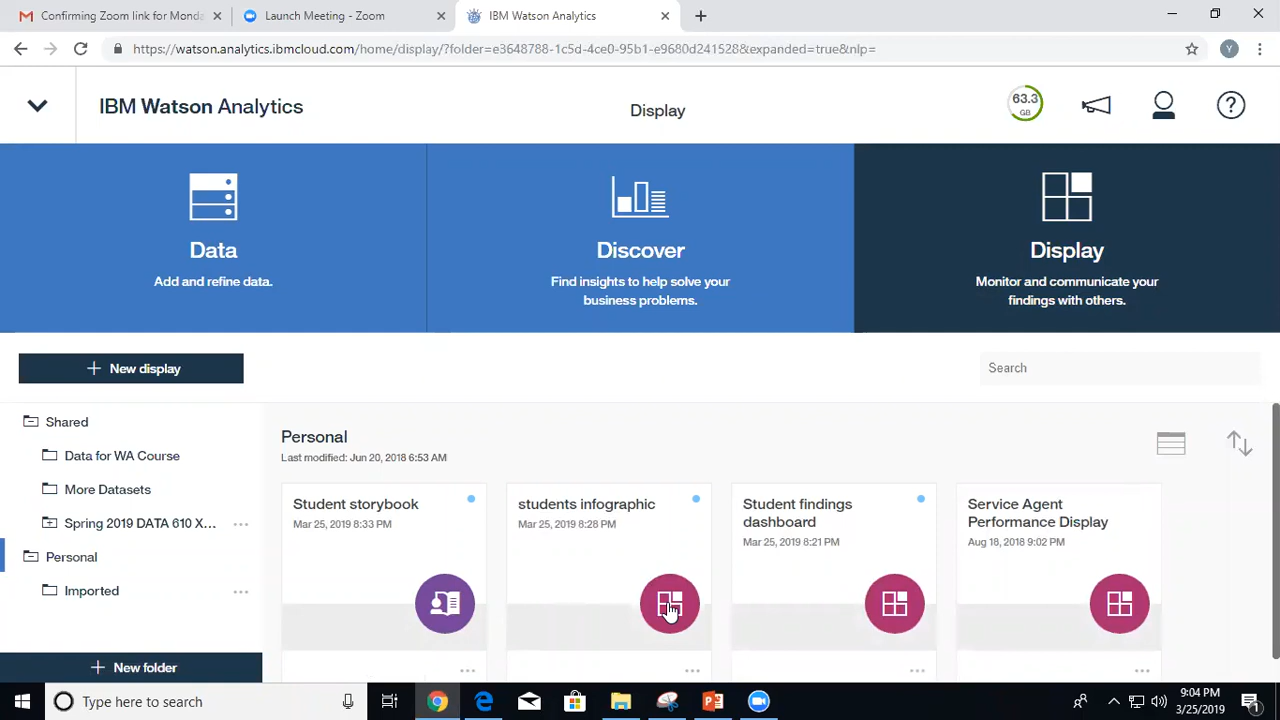 Confirming Zoom link for Monda
Launch Meeting - Zoom
IBM Watson Analytics
https://watson.analytics.ibmcloud.com/home/display/?folder=e3648788-1c5d-4ce0-95b1-e9680d241528&expanded=true&nlp=
Y
IBM Watson Analytics
Display
63.3
GB
?
Data
Add and refine data.
Discover
Find insights to help solve your
business problems.
Display
Monitor and communicate your
findings with others.
+ New display
Search
Shared
Data for WA Course
More Datasets
Spring 2019 DATA 610 X...
Personal
Imported
+ New folder
Personal
Last modified: Jun 20, 2018 6:53 AM
Student storybook
Mar 25, 2019 8:33 PM
students infographic
Mar 25, 2019 8:28 PM
Student findings
dashboard
Mar 25, 2019 8:21 PM
Service Agent
Performance Display
Aug 18, 2018 9:02 PM
Type here to search
9:04 PM
3/25/2019
1